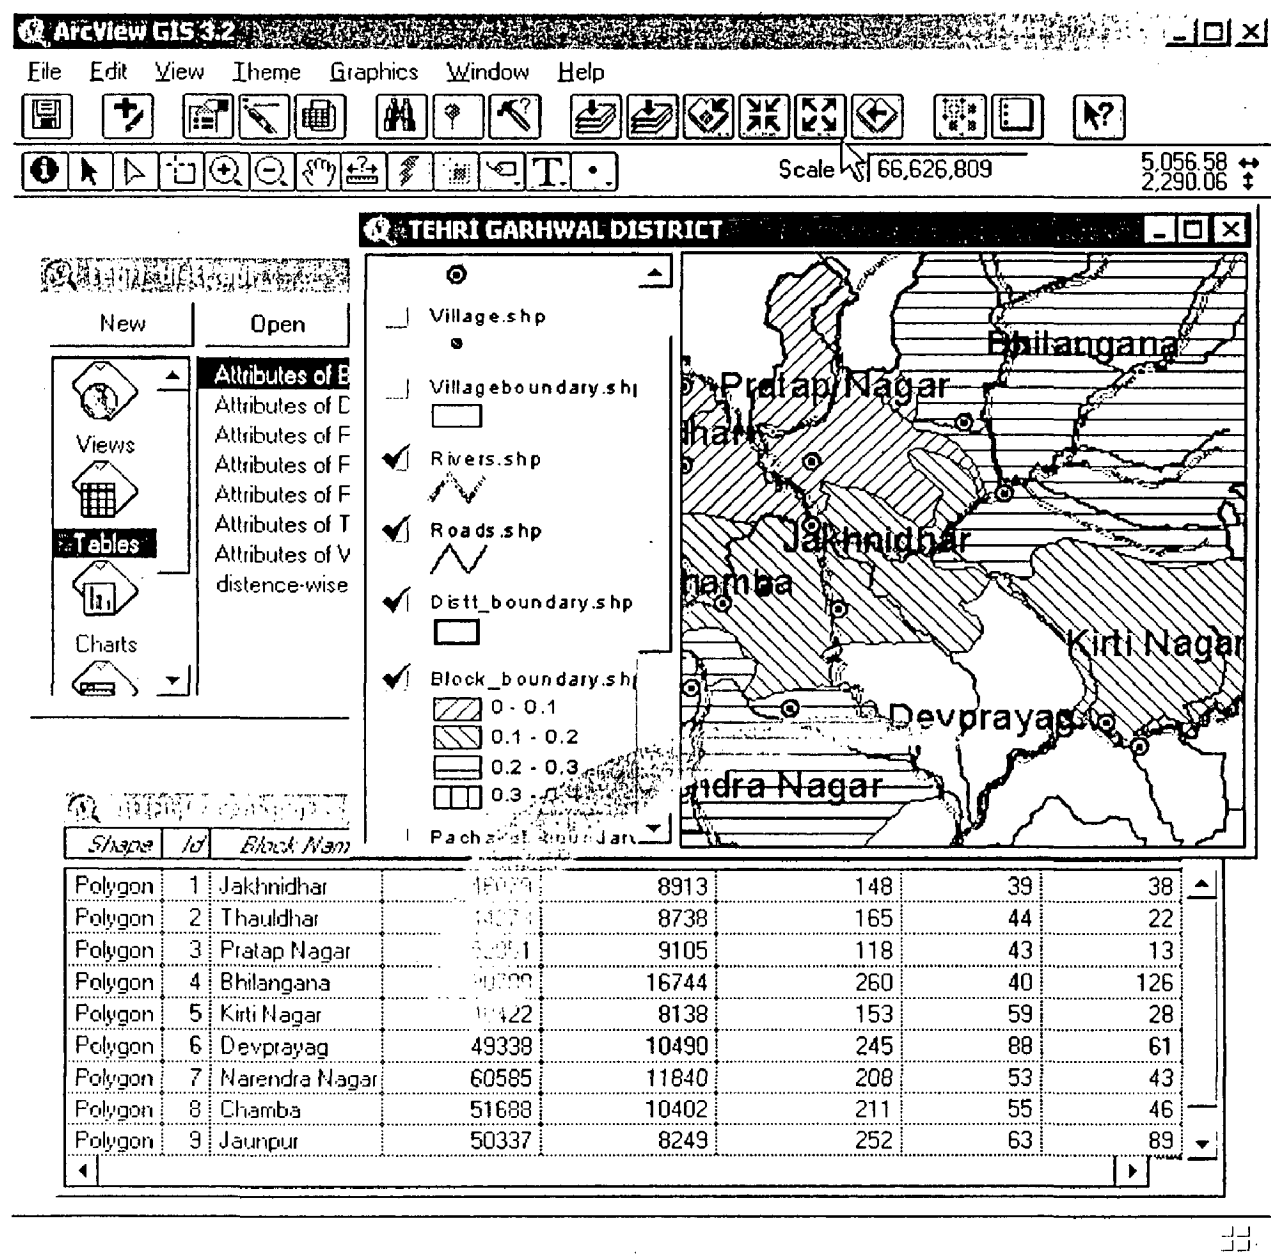 ArcView GIS 3.2
File Edit View Theme Graphics Window Help
Scale 66,626,809
5,056.58
2,290.06
TEHRI GARHWAL DISTRICT
New Open
Views
Tables
Charts
Attributes of B
Attributes of D
Attributes of F
Attributes of F
Attributes of F
Attributes of T
Attributes of V
distence-wise
Village.shp
Villageboundary.shp
Rivers.shp
Roads.shp
Distt_boundary.shp
Block_boundary.shp
0 - 0.1
0.1 - 0.2
0.2 - 0.3
0.3 -
Bhilangana
Pratap Nagar
dhar
Jakhnidhar
hamba
Kirti Nagar
Devprayag
ndra Nagar
Shape Id Block Nam
Polygon 1 Jakhnidhar 8913 148 39 38
Polygon 2 Thauldhar 8738 165 44 22
Polygon 3 Pratap Nagar 9105 118 43 13
Polygon 4 Bhilangana 16744 260 40 126
Polygon 5 Kirti Nagar 8138 153 59 28
Polygon 6 Devprayag 49338 10490 245 88 61
Polygon 7 Narendra Nagar 60585 11840 208 53 43
Polygon 8 Chamba 51688 10402 211 55 46
Polygon 9 Jaunpur 50337 8249 252 63 89